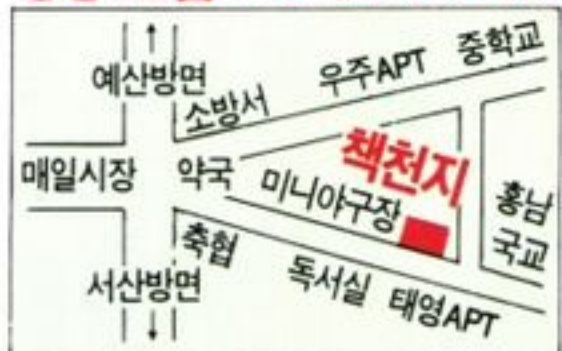 예산방면
소방서
우주APT
중학교
매일시장
약국
미니야구장
책천지
홍남
국교
축협
서산방면
독서실
태영APT